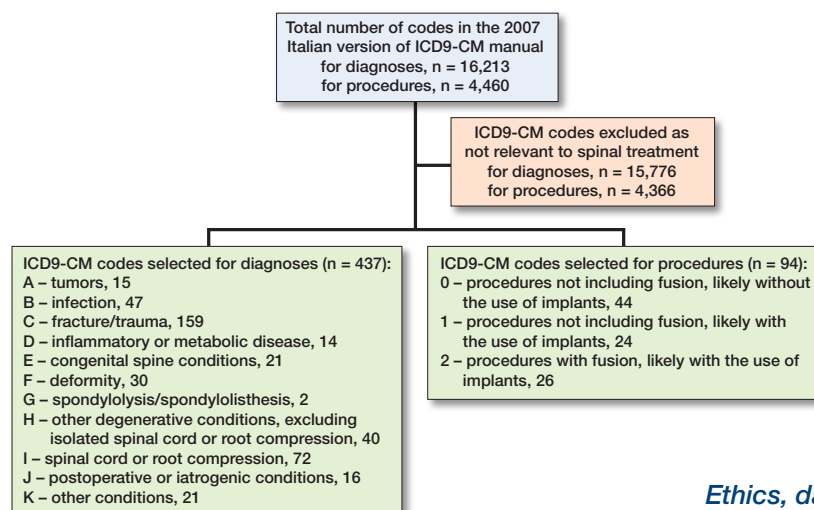 Total number of codes in the 2007
Italian version of ICD9-CM manual
for diagnoses, n = 16,213
for procedures, n = 4,460
ICD9-CM codes excluded as
not relevant to spinal treatment
for diagnoses, n = 15,776
for procedures, n = 4,366
ICD9-CM codes selected for diagnoses (n = 437):
A – tumors, 15
B – infection, 47
C – fracture/trauma, 159
D – inflammatory or metabolic disease, 14
E – congenital spine conditions, 21
F – deformity, 30
G – spondylolysis/spondylolisthesis, 2
H – other degenerative conditions, excluding
isolated spinal cord or root compression, 40
I – spinal cord or root compression, 72
J – postoperative or iatrogenic conditions, 16
K – other conditions, 21
ICD9-CM codes selected for procedures (n = 94):
0 – procedures not including fusion, likely without
the use of implants, 44
1 – procedures not including fusion, likely with
the use of implants, 24
2 – procedures with fusion, likely with the use of
implants, 26
Ethics, da